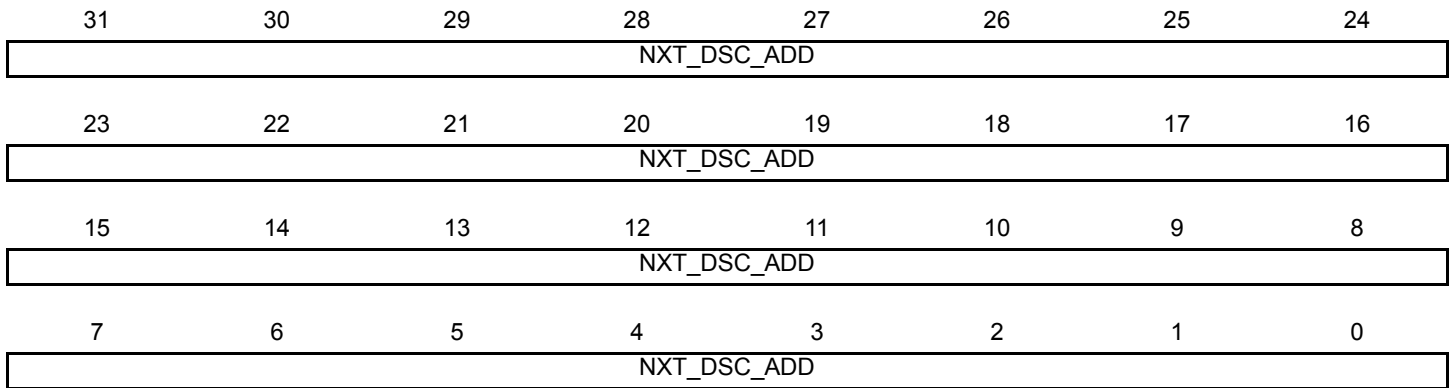 31 30 29 28 27 26 25 24
NXT_DSC_ADD
23 22 21 20 19 18 17 16
NXT_DSC_ADD
15 14 13 12 11 10 9 8
NXT_DSC_ADD
7 6 5 4 3 2 1 0
NXT_DSC_ADD